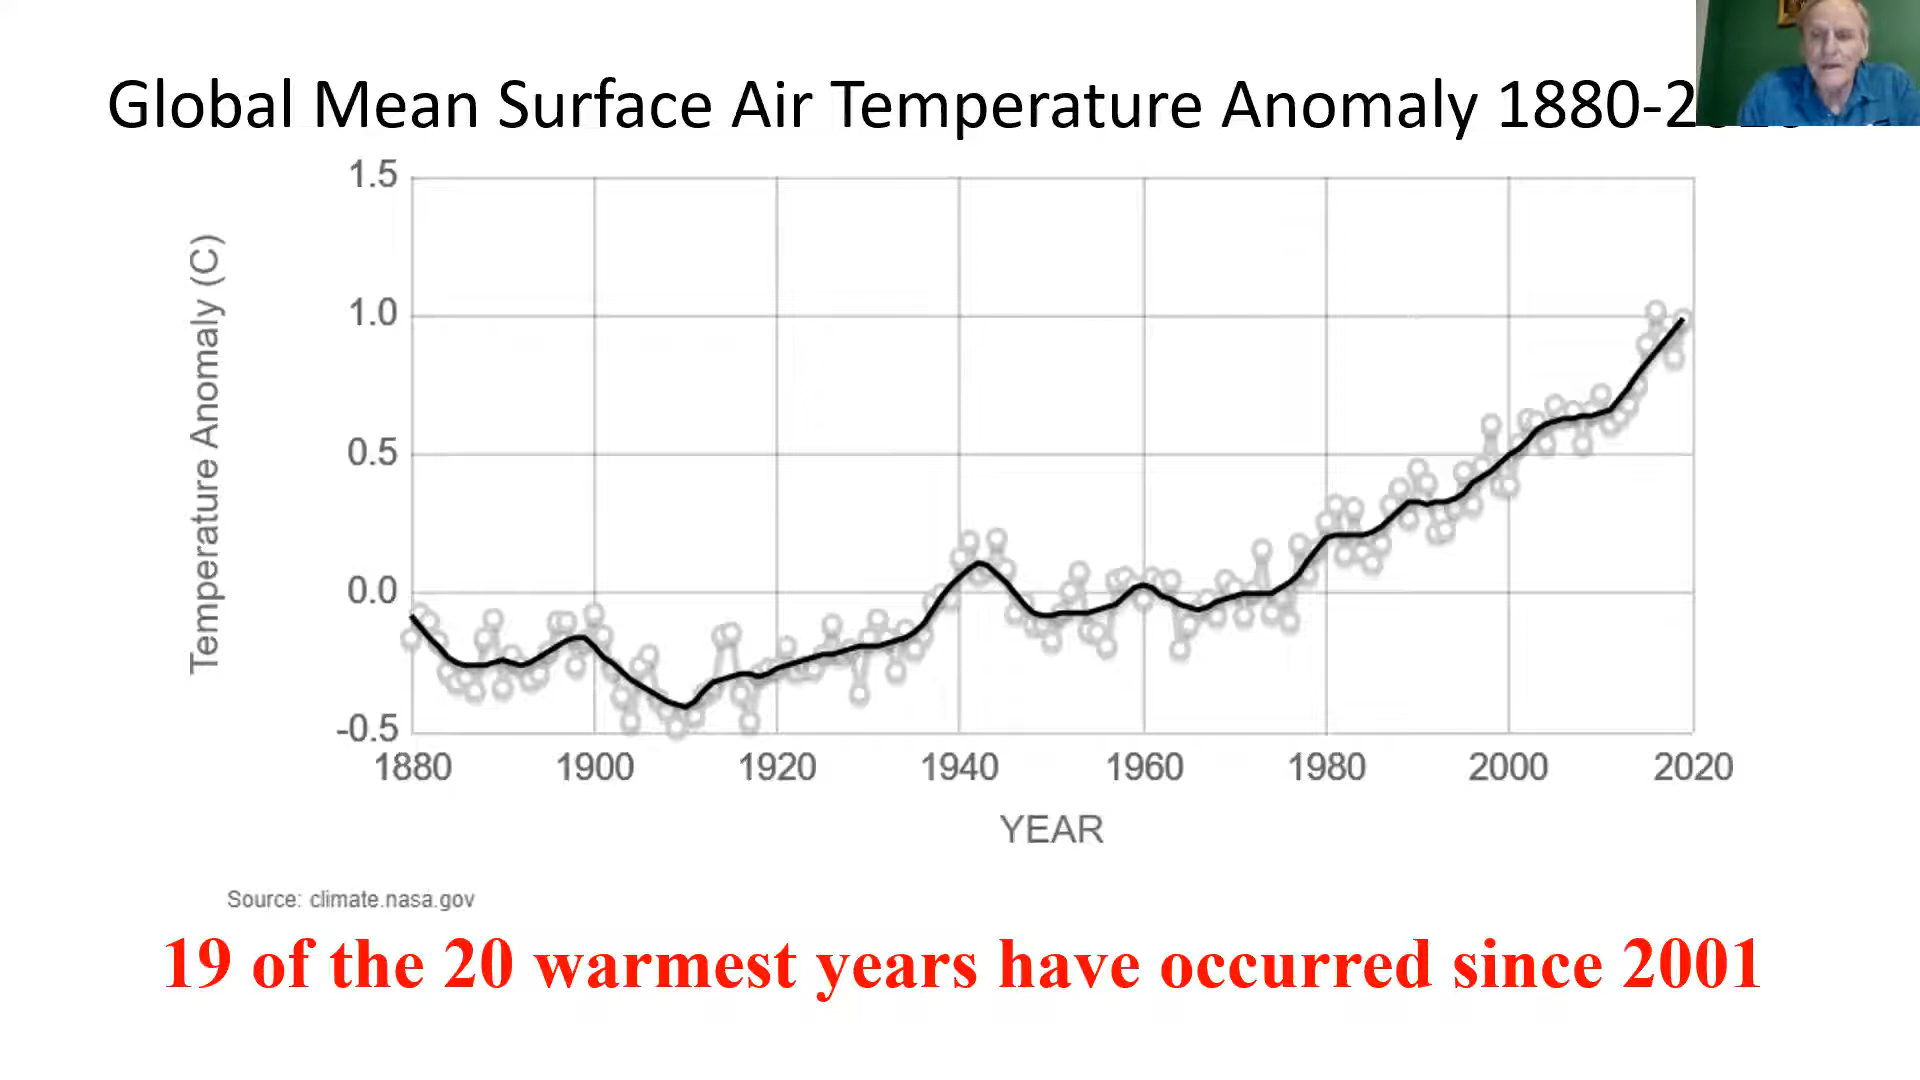 Global Mean Surface Air Temperature Anomaly 1880-2
1.5
1.0
0.5
0.0
-0.5
Temperature Anomaly (C)
1880 1900 1920 1940 1960 1980 2000 2020
YEAR
Source: climate.nasa.gov
19 of the 20 warmest years have occurred since 2001